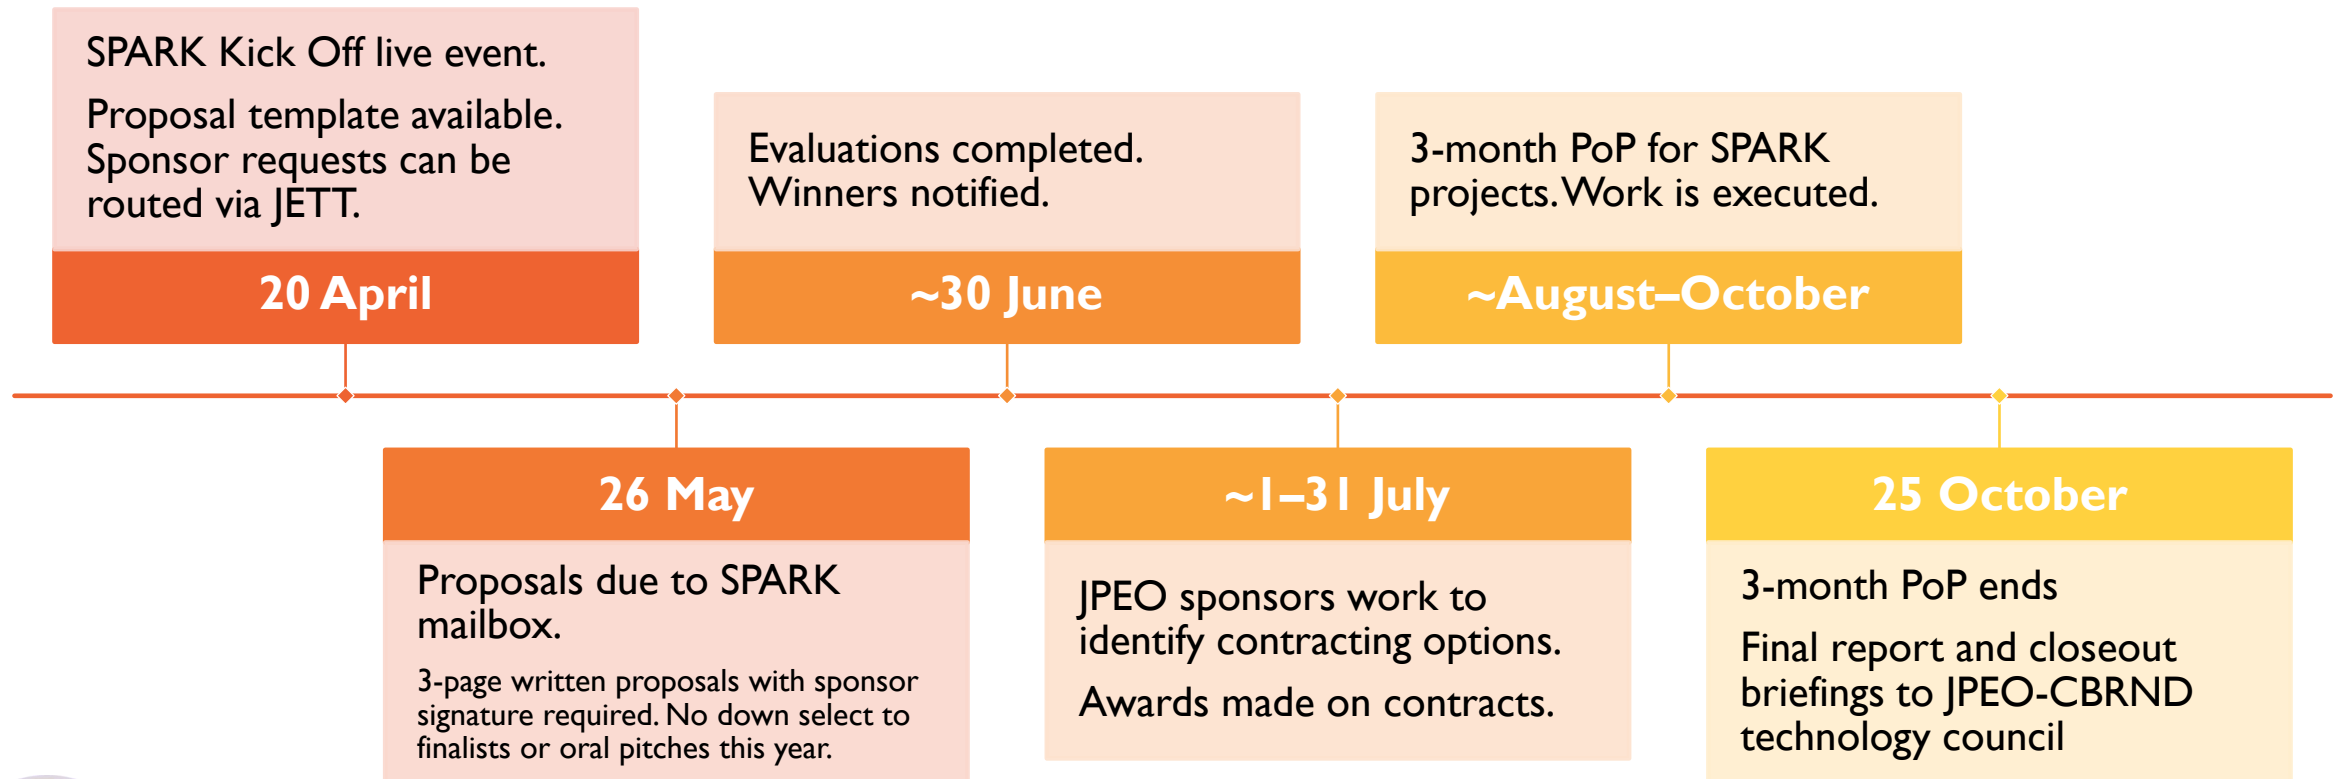 SPARK Kick Off live event.
Proposal template available.
Sponsor requests can be
routed via JETT.
20 April
26 May
Proposals due to SPARK
mailbox.
3-page written proposals with sponsor
signature required. No down select to
finalists or oral pitches this year.
Evaluations completed.
Winners notified.
~30 June
~1–31 July
JPEO sponsors work to
identify contracting options.
Awards made on contracts.
3-month PoP for SPARK
projects. Work is executed.
~August–October
25 October
3-month PoP ends
Final report and closeout
briefings to JPEO-CBRND
technology council